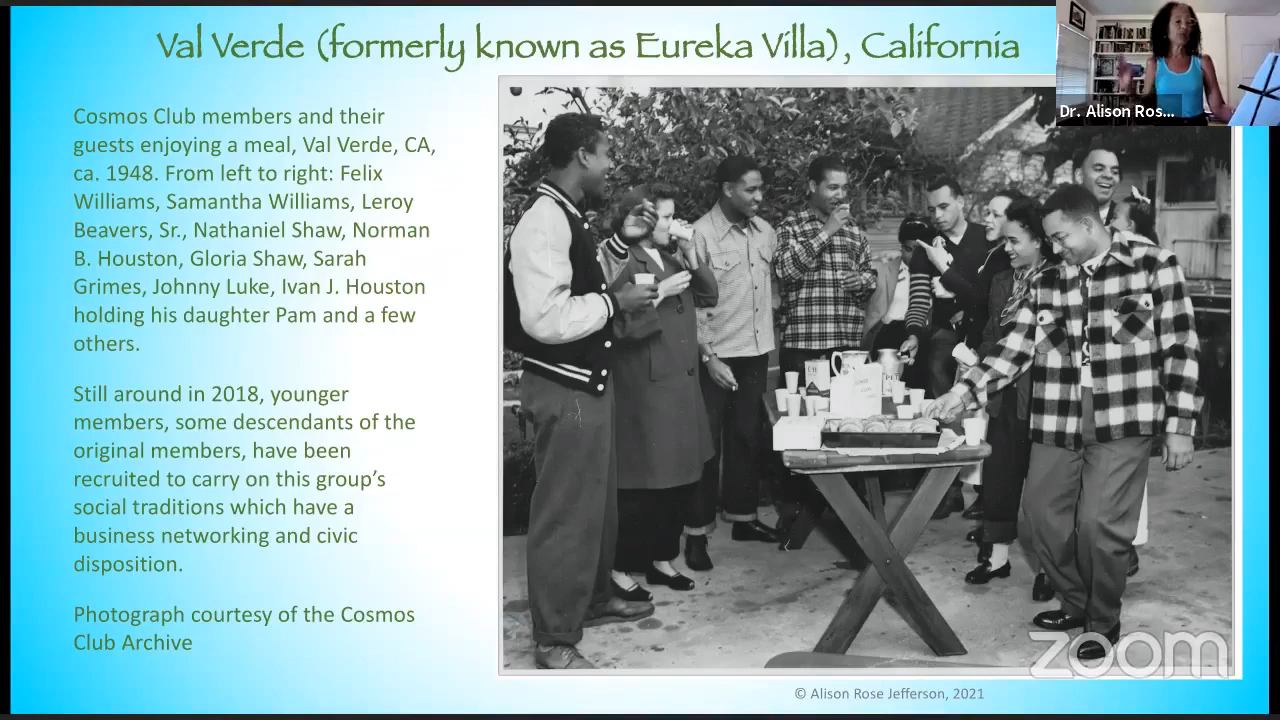 Val Verde (formerly known as Eureka Villa), California
Dr. Alison Ros...
Cosmos Club members and their
guests enjoying a meal, Val Verde, CA,
ca. 1948. From left to right: Felix
Williams, Samantha Williams, Leroy
Beavers, Sr., Nathaniel Shaw, Norman
B. Houston, Gloria Shaw, Sarah
Grimes, Johnny Luke, Ivan J. Houston
holding his daughter Pam and a few
others.
Still around in 2018, younger
members, some descendants of the
original members, have been
recruited to carry on this group’s
social traditions which have a
business networking and civic
disposition.
Photograph courtesy of the Cosmos
Club Archive
zoom
© Alison Rose Jefferson, 2021